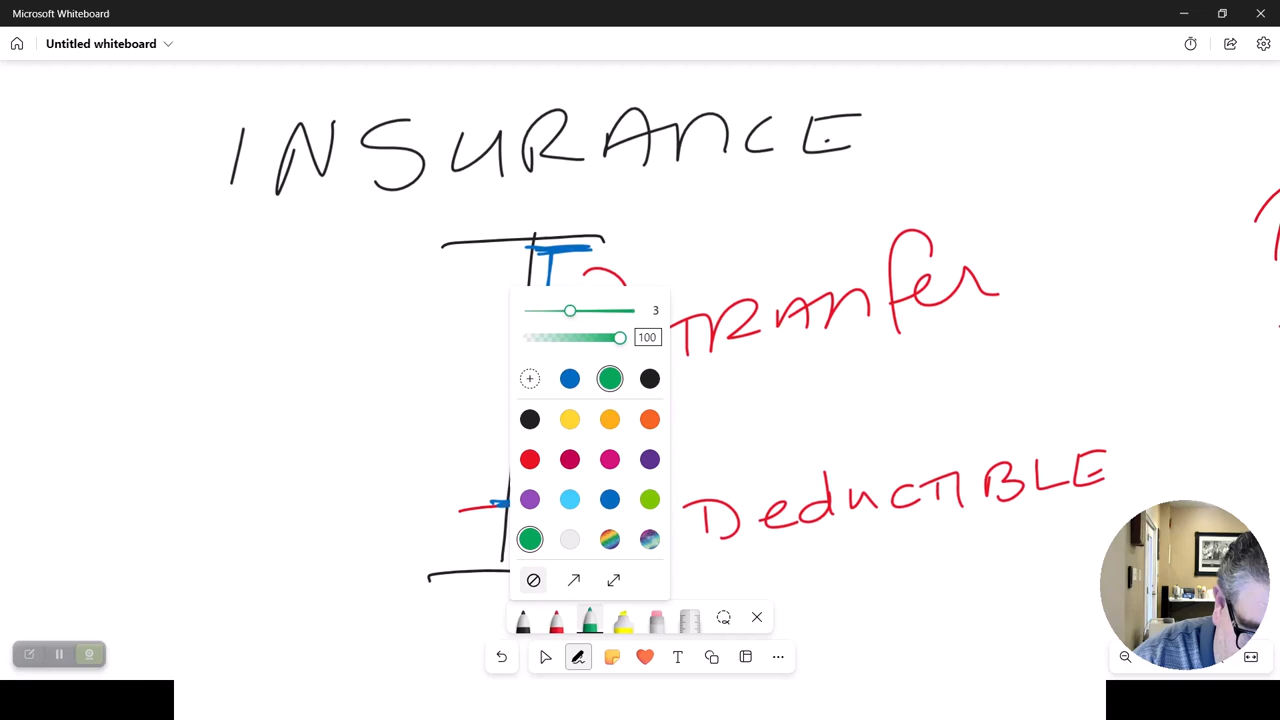 Microsoft Whiteboard
Untitled whiteboard
INSURANCE
TRANfer
3
100
DeducTIBLE